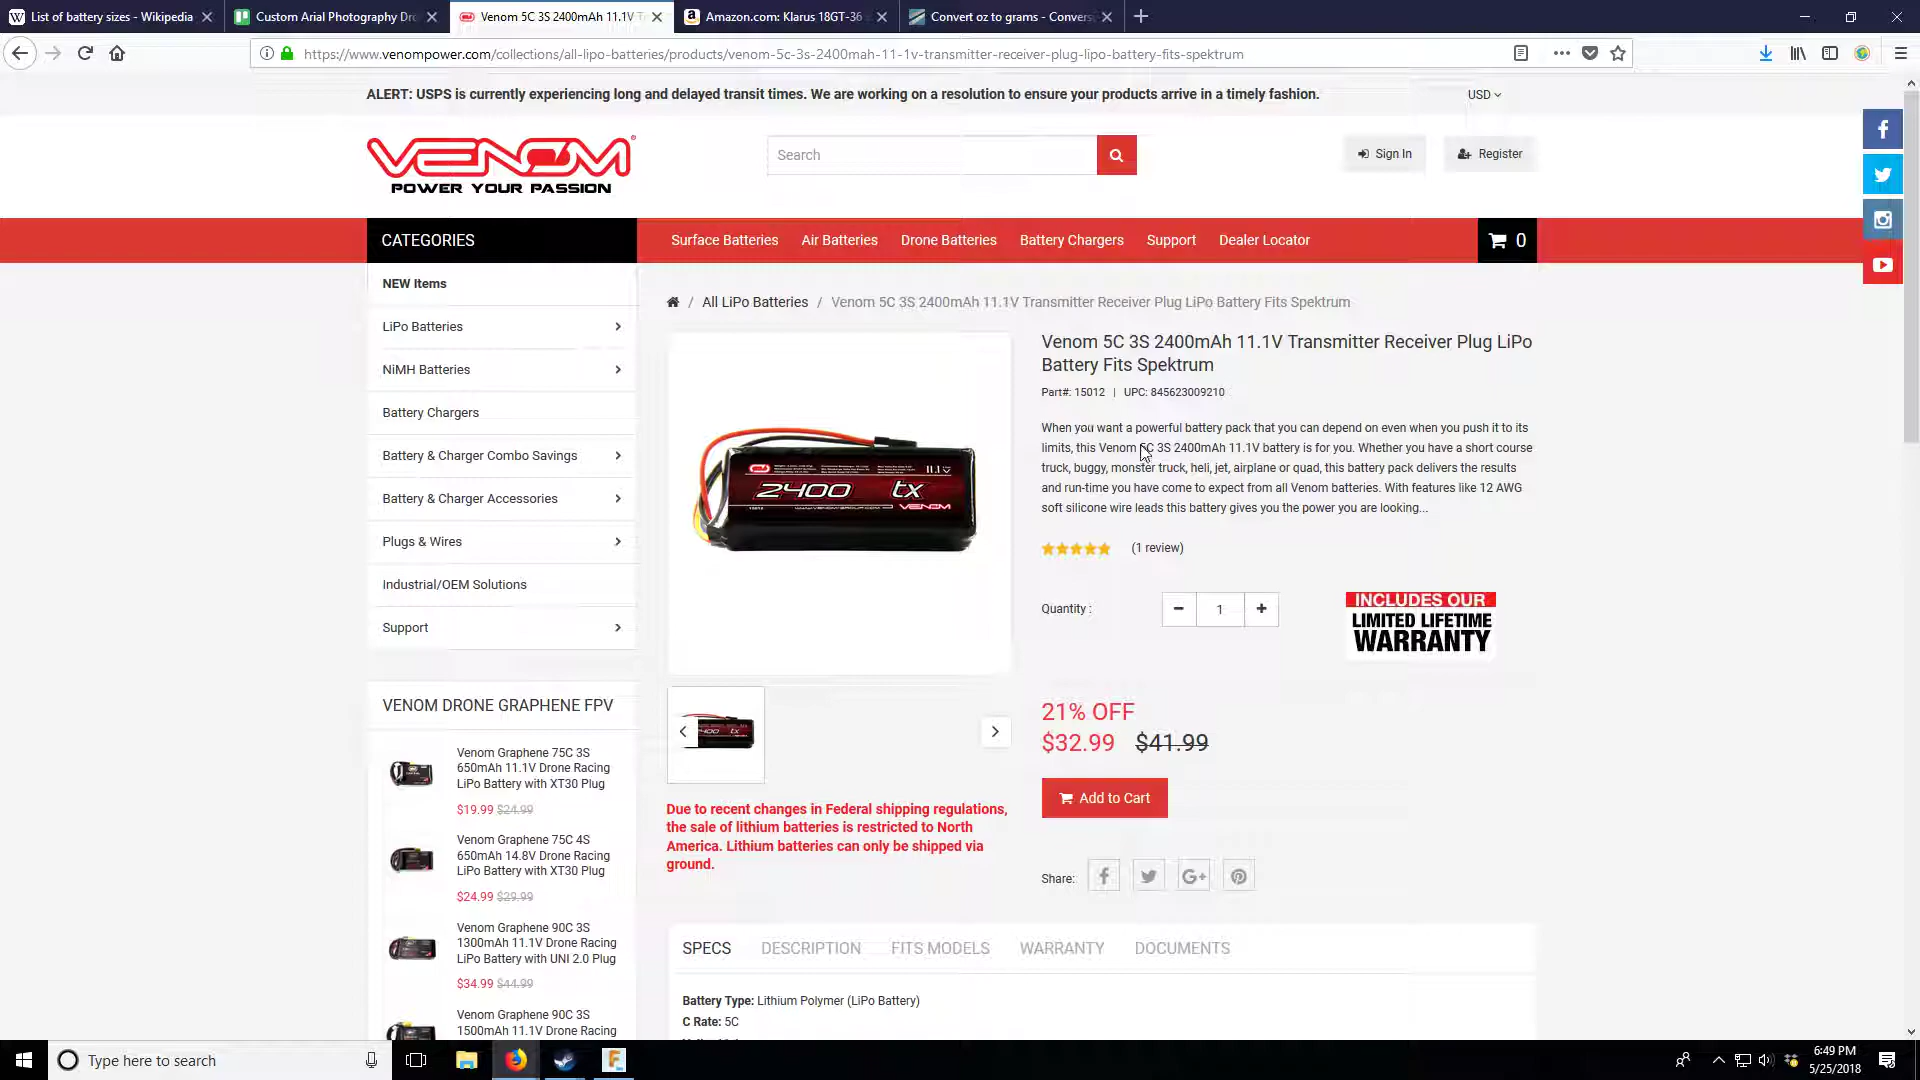 List of battery sizes - Wikipedia
Custom Arial Photography Dr
Venom 5C 3S 2400mAh 11.1V T
Amazon.com: Klarus 18GT-36
Convert oz to grams - Convers
https://www.venompower.com/collections/all-lipo-batteries/products/venom-5c-3s-2400mah-11-1v-transmitter-receiver-plug-lipo-battery-fits-spektrum
ALERT: USPS is currently experiencing long and delayed transit times. We are working on a resolution to ensure your products arrive in a timely fashion.
USD
VENOM
POWER YOUR PASSION
Search
Sign In
Register
CATEGORIES
Surface Batteries
Air Batteries
Drone Batteries
Battery Chargers
Support
Dealer Locator
0
NEW Items
LiPo Batteries
NiMH Batteries
Battery Chargers
Battery & Charger Combo Savings
Battery & Charger Accessories
Plugs & Wires
Industrial/OEM Solutions
Support
VENOM DRONE GRAPHENE FPV
Venom Graphene 75C 3S
650mAh 11.1V Drone Racing
LiPo Battery with XT30 Plug
$19.99 $24.99
Venom Graphene 75C 4S
650mAh 14.8V Drone Racing
LiPo Battery with XT30 Plug
$24.99 $29.99
Venom Graphene 90C 3S
1300mAh 11.1V Drone Racing
LiPo Battery with UNI 2.0 Plug
$34.99 $44.99
Venom Graphene 90C 3S
1500mAh 11.1V Drone Racing
/ All LiPo Batteries / Venom 5C 3S 2400mAh 11.1V Transmitter Receiver Plug LiPo Battery Fits Spektrum
11.1V
2400 tx
15012
VENOM
2400 tx
Due to recent changes in Federal shipping regulations,
the sale of lithium batteries is restricted to North
America. Lithium batteries can only be shipped via
ground.
Venom 5C 3S 2400mAh 11.1V Transmitter Receiver Plug LiPo
Battery Fits Spektrum
Part#: 15012 | UPC: 845623009210
When you want a powerful battery pack that you can depend on even when you push it to its
limits, this Venom 5C 3S 2400mAh 11.1V battery is for you. Whether you have a short course
truck, buggy, monster truck, heli, jet, airplane or quad, this battery pack delivers the results
and run-time you have come to expect from all Venom batteries. With features like 12 AWG
soft silicone wire leads this battery gives you the power you are looking...
(1 review)
Quantity :
1
INCLUDES OUR
LIMITED LIFETIME
WARRANTY
21% OFF
$32.99 $41.99
Add to Cart
Share:
SPECS
DESCRIPTION
FITS MODELS
WARRANTY
DOCUMENTS
Battery Type: Lithium Polymer (LiPo Battery)
C Rate: 5C
Type here to search
6:49 PM
5/25/2018